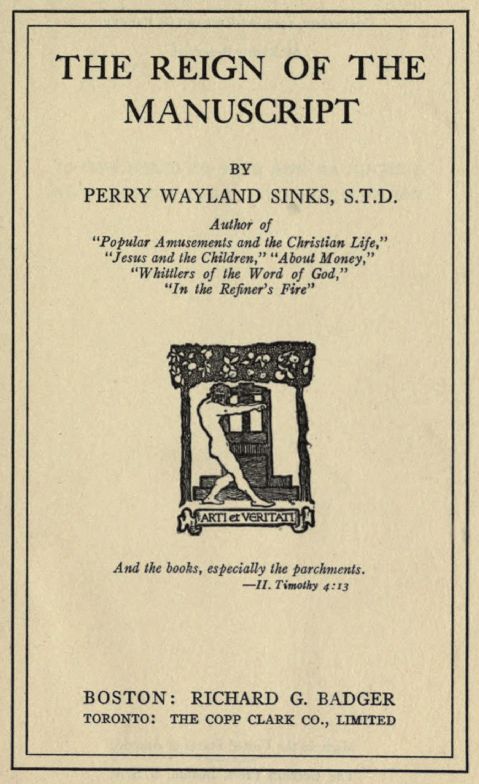 THE REIGN OF THE
MANUSCRIPT
BY
PERRY WAYLAND SINKS, S.T.D.
Author of
"Popular Amusements and the Christian Life,"
"Jesus and the Children," "About Money,"
"Whittlers of the Word of God,"
"In the Refiner's Fire"
ARTI et VERITATI
And the books, especially the parchments.
—II. Timothy 4:13
BOSTON: RICHARD G. BADGER
TORONTO: THE COPP CLARK CO., LIMITED